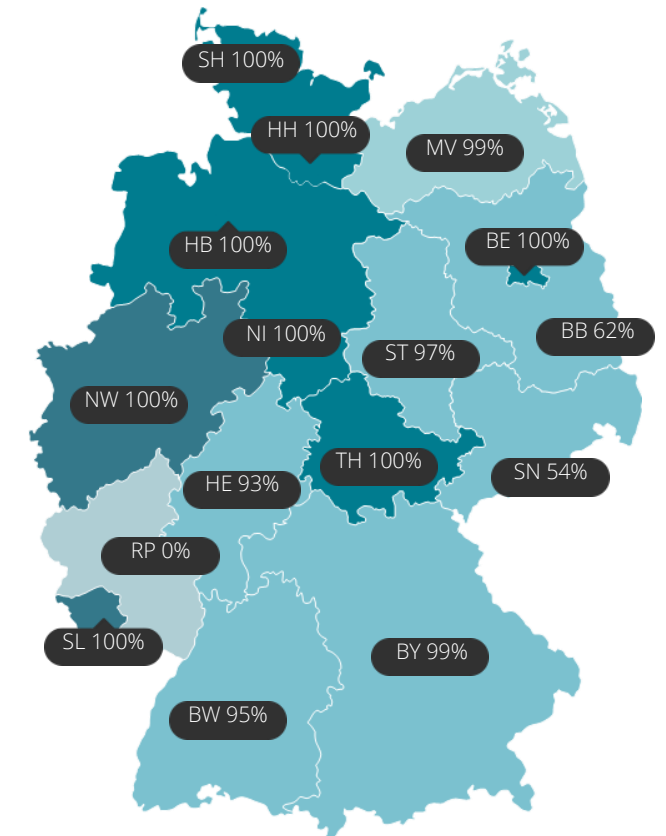 SH 100%
HH 100%
MV 99%
HB 100%
BE 100%
NI 100%
BB 62%
ST 97%
NW 100%
TH 100%
SN 54%
HE 93%
RP 0%
SL 100%
BY 99%
BW 95%